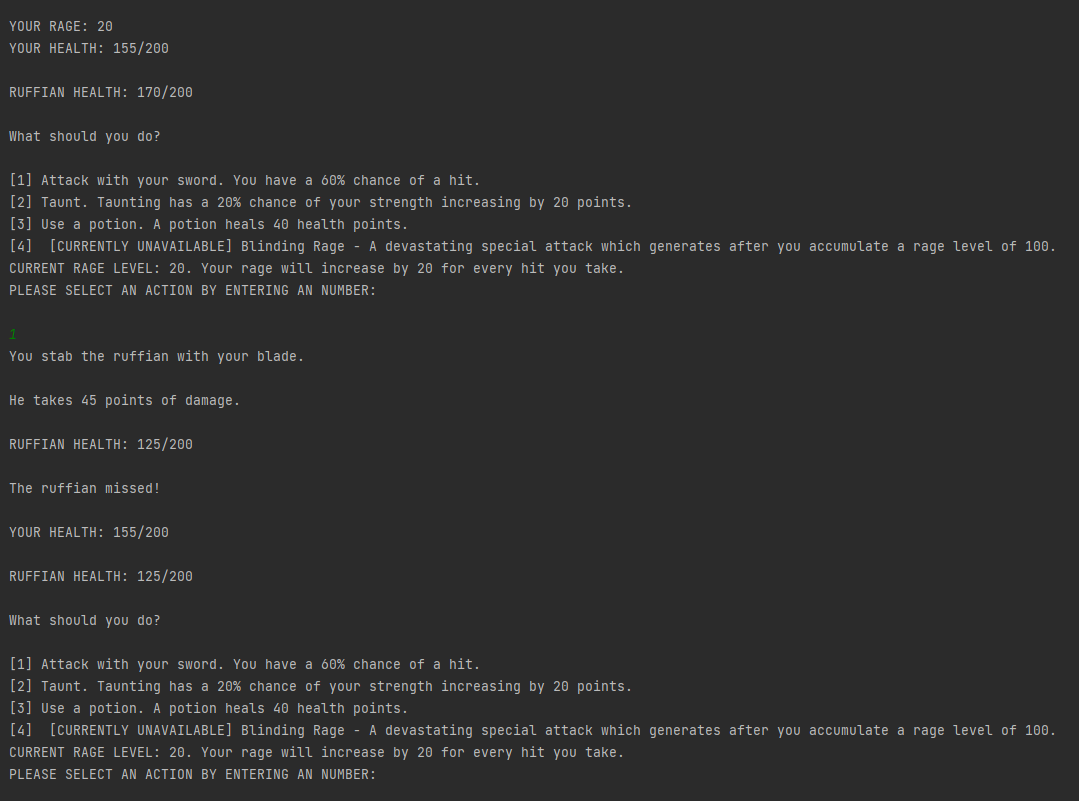 YOUR RAGE: 20
YOUR HEALTH: 155/200
RUFFIAN HEALTH: 170/200
What should you do?
[1] Attack with your sword. You have a 60% chance of a hit.
[2] Taunt. Taunting has a 20% chance of your strength increasing by 20 points.
[3] Use a potion. A potion heals 40 health points.
[4]  [CURRENTLY UNAVAILABLE] Blinding Rage - A devastating special attack which generates after you accumulate a rage level of 100.
CURRENT RAGE LEVEL: 20. Your rage will increase by 20 for every hit you take.
PLEASE SELECT AN ACTION BY ENTERING AN NUMBER:
1
You stab the ruffian with your blade.
He takes 45 points of damage.
RUFFIAN HEALTH: 125/200
The ruffian missed!
YOUR HEALTH: 155/200
RUFFIAN HEALTH: 125/200
What should you do?
[1] Attack with your sword. You have a 60% chance of a hit.
[2] Taunt. Taunting has a 20% chance of your strength increasing by 20 points.
[3] Use a potion. A potion heals 40 health points.
[4]  [CURRENTLY UNAVAILABLE] Blinding Rage - A devastating special attack which generates after you accumulate a rage level of 100.
CURRENT RAGE LEVEL: 20. Your rage will increase by 20 for every hit you take.
PLEASE SELECT AN ACTION BY ENTERING AN NUMBER: